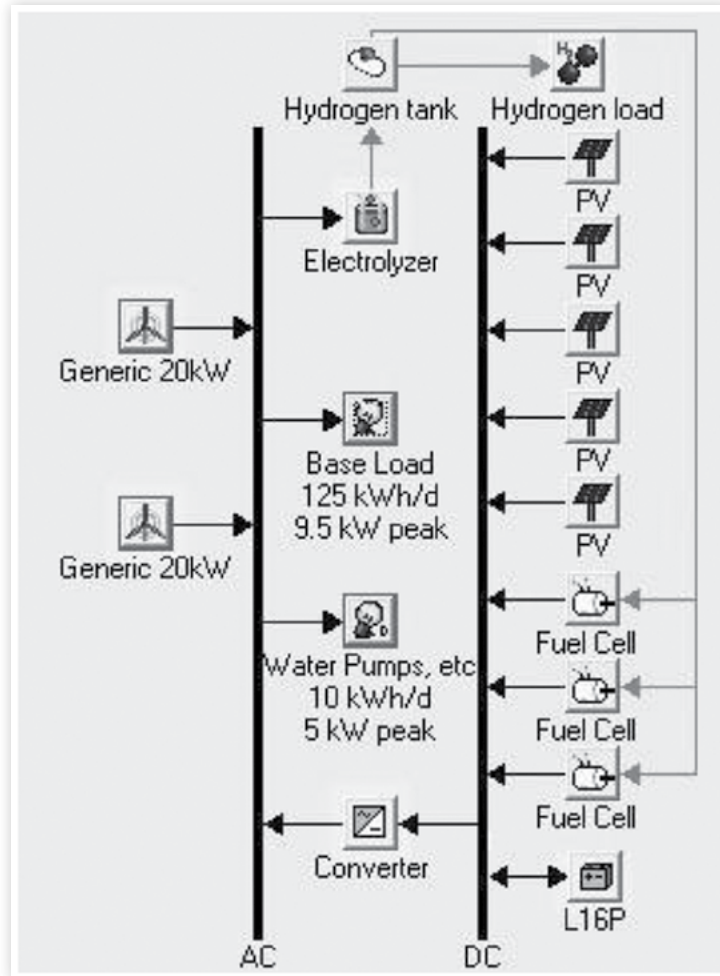 H₂
Hydrogen tank
Hydrogen load
PV
Electrolyzer
PV
Generic 20kW
PV
Base Load
125 kWh/d
9.5 kW peak
PV
PV
Generic 20kW
Fuel Cell
Water Pumps, etc
10 kWh/d
5 kW peak
Fuel Cell
Fuel Cell
Converter
L16P
AC
DC